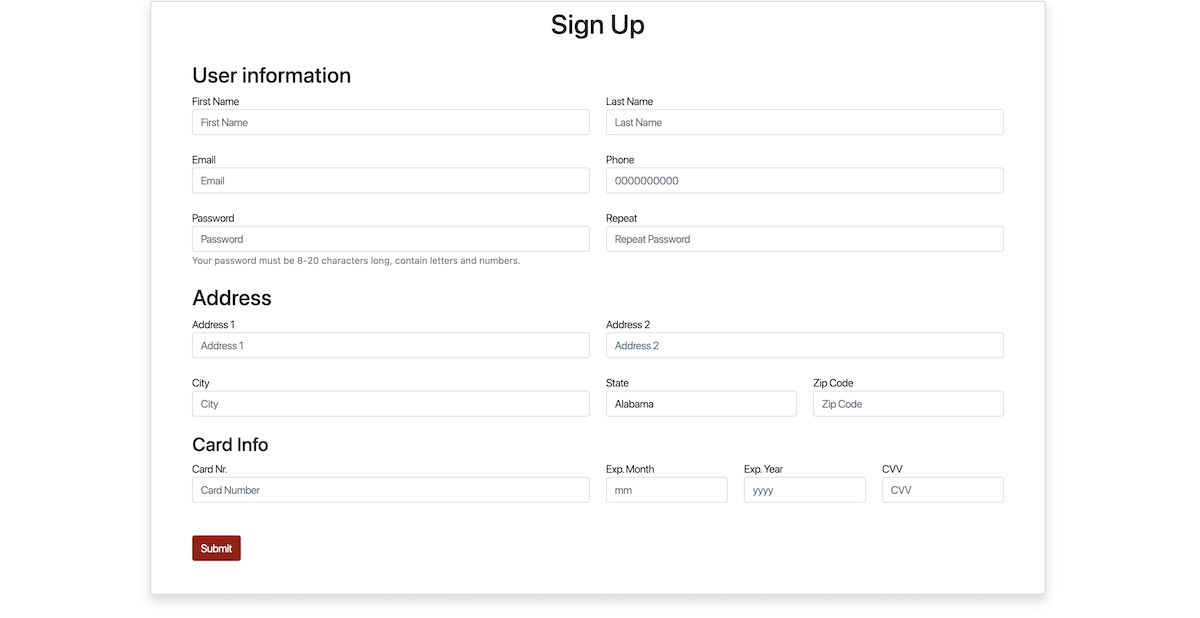 Sign Up
User information
First Name Last Name
First Name Last Name
Email Phone
Email 0000000000
Password Repeat
Password Repeat Password
Your password must be 8-20 characters long, contain letters and numbers.
Address
Address 1 Address 2
Address 1 Address 2
City State Zip Code
City Alabama Zip Code
Card Info
Card Nr. Exp. Month Exp. Year CVV
Card Number mm yyyy CVV
Submit